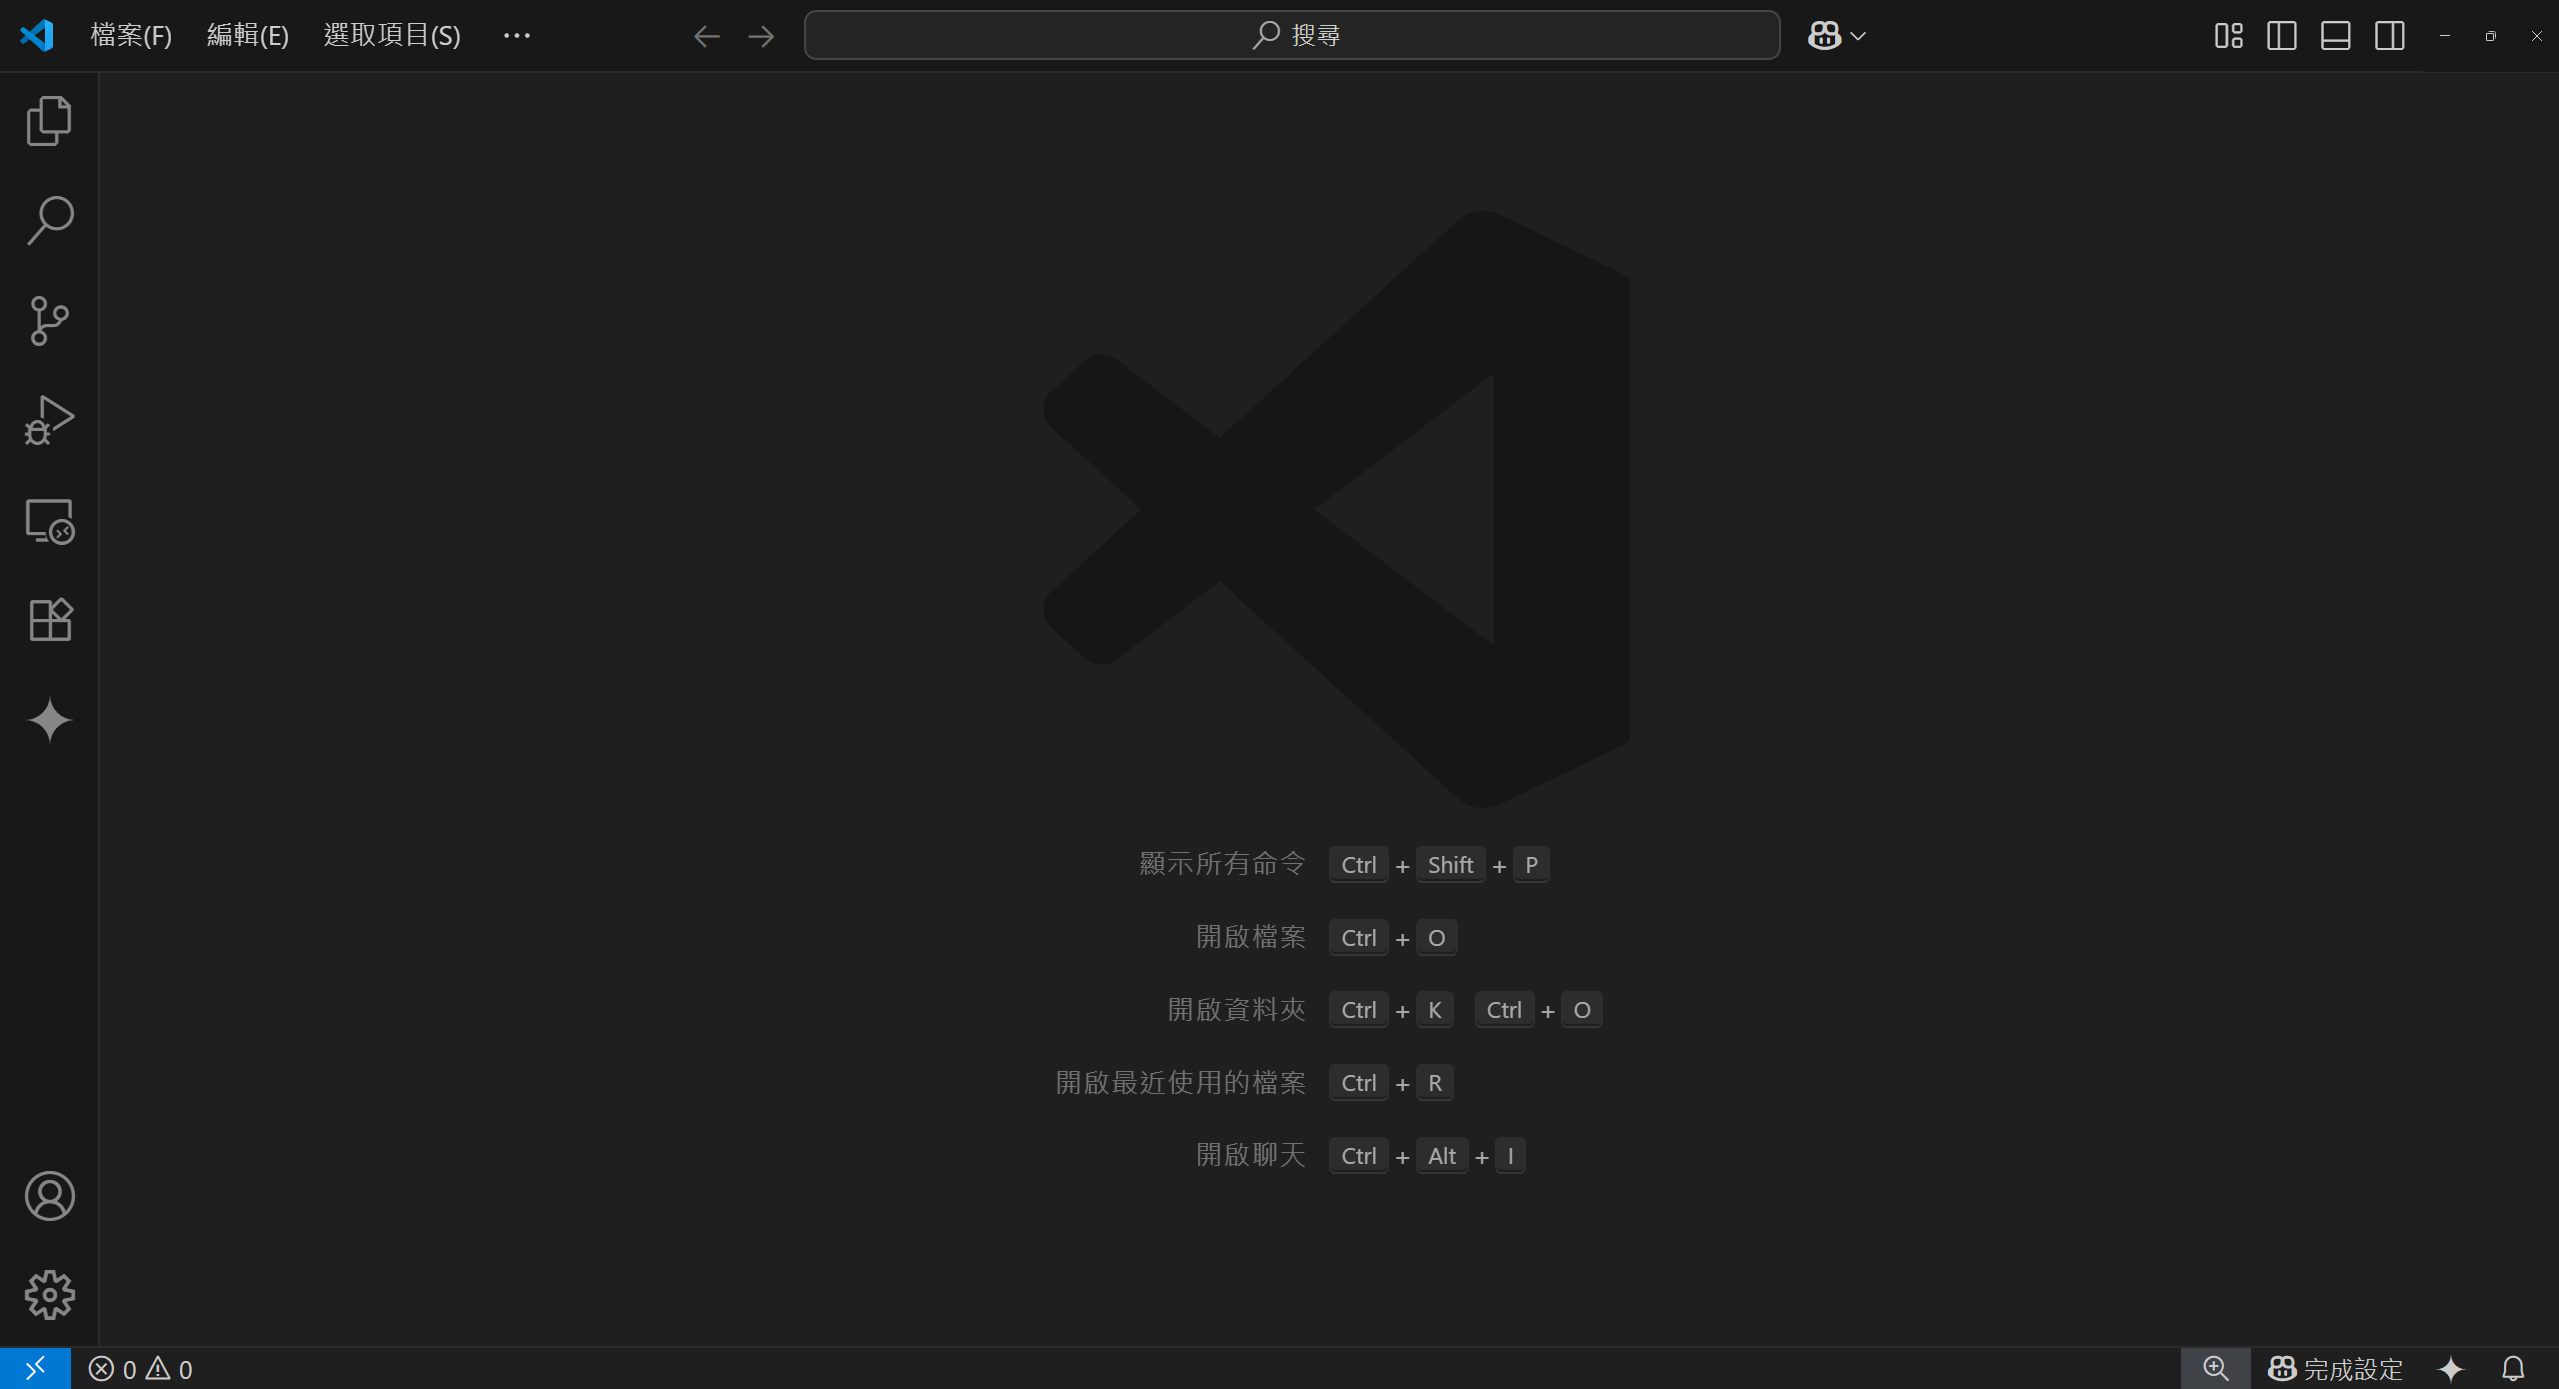 檔案(F) 編輯(E) 選取項目(S) ··· 搜尋
顯示所有命令 Ctrl + Shift + P
開啟檔案 Ctrl + O
開啟資料夾 Ctrl + K Ctrl + O
開啟最近使用的檔案 Ctrl + R
開啟聊天 Ctrl + Alt + I
0 0 完成設定